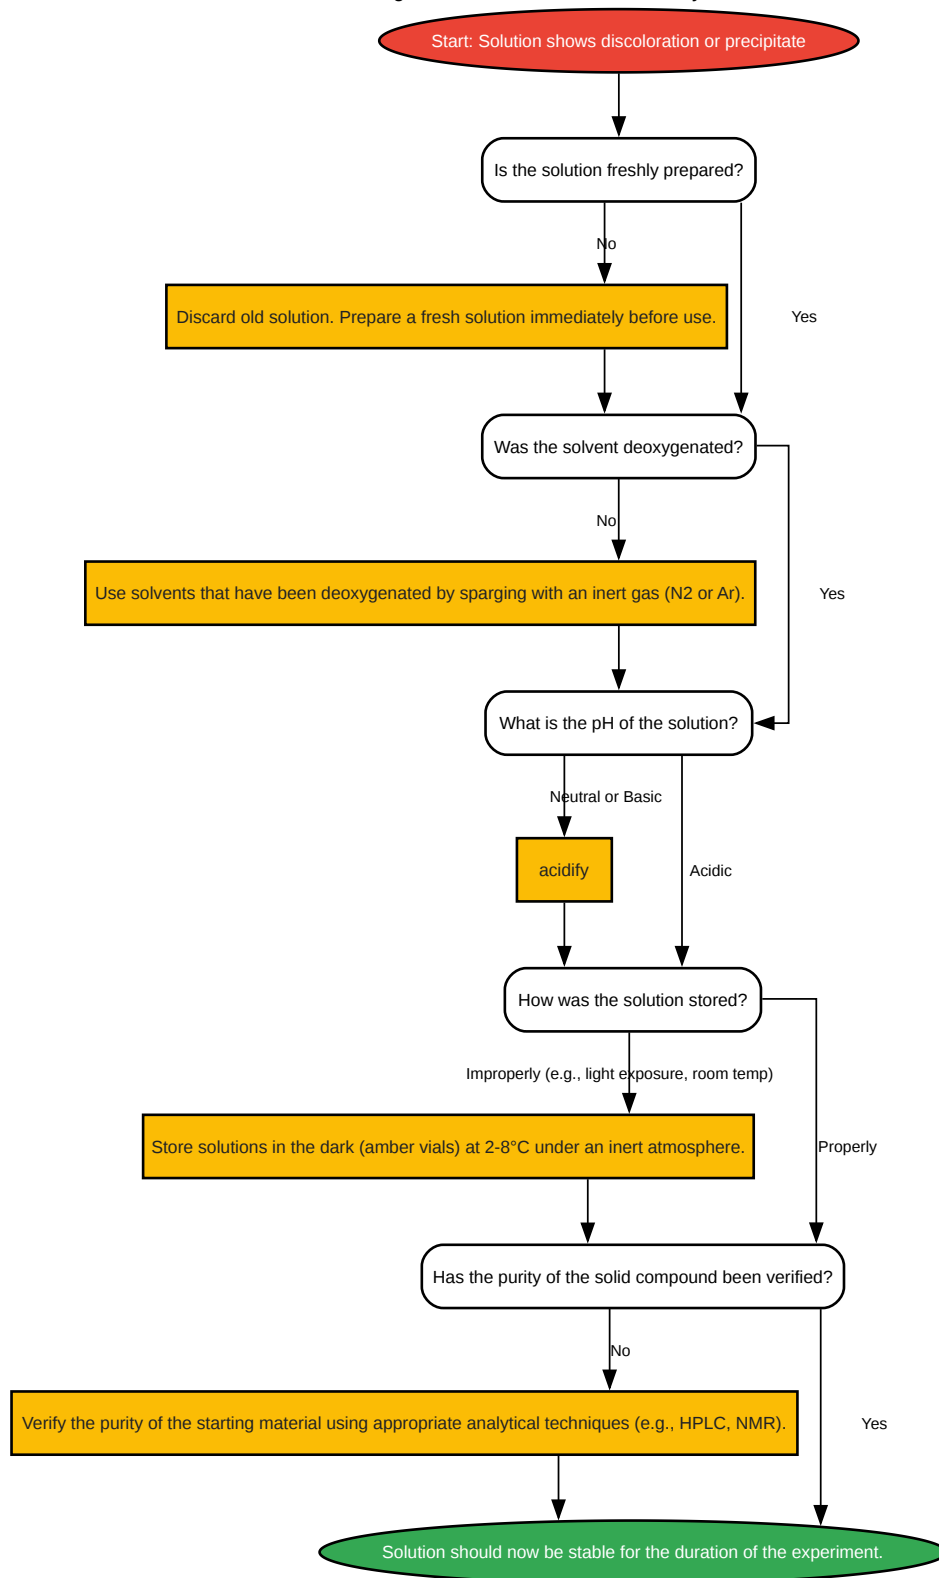 Start: Solution shows discoloration or precipitate
Is the solution freshly prepared?
No
Discard old solution. Prepare a fresh solution immediately before use.
Yes
Was the solvent deoxygenated?
No
Use solvents that have been deoxygenated by sparging with an inert gas (N2 or Ar).
Yes
What is the pH of the solution?
Neutral or Basic
acidify
Acidic
How was the solution stored?
Improperly (e.g., light exposure, room temp)
Store solutions in the dark (amber vials) at 2-8°C under an inert atmosphere.
Properly
Has the purity of the solid compound been verified?
No
Verify the purity of the starting material using appropriate analytical techniques (e.g., HPLC, NMR).
Yes
Solution should now be stable for the duration of the experiment.